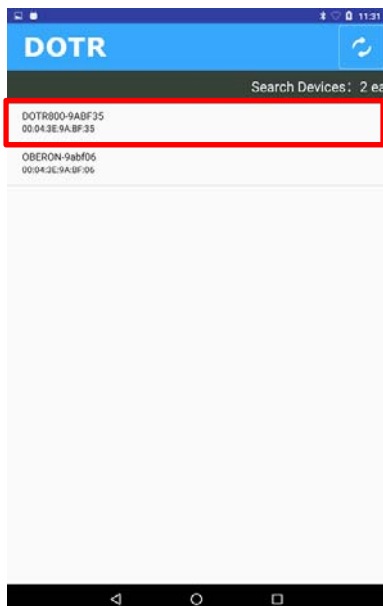 11:31
DOTR
Search Devices: 2 ea
DOTR800-9ABF35
00:04:3E:9A:BF:35
OBERON-9abf06
00:04:3E:9A:BF:06